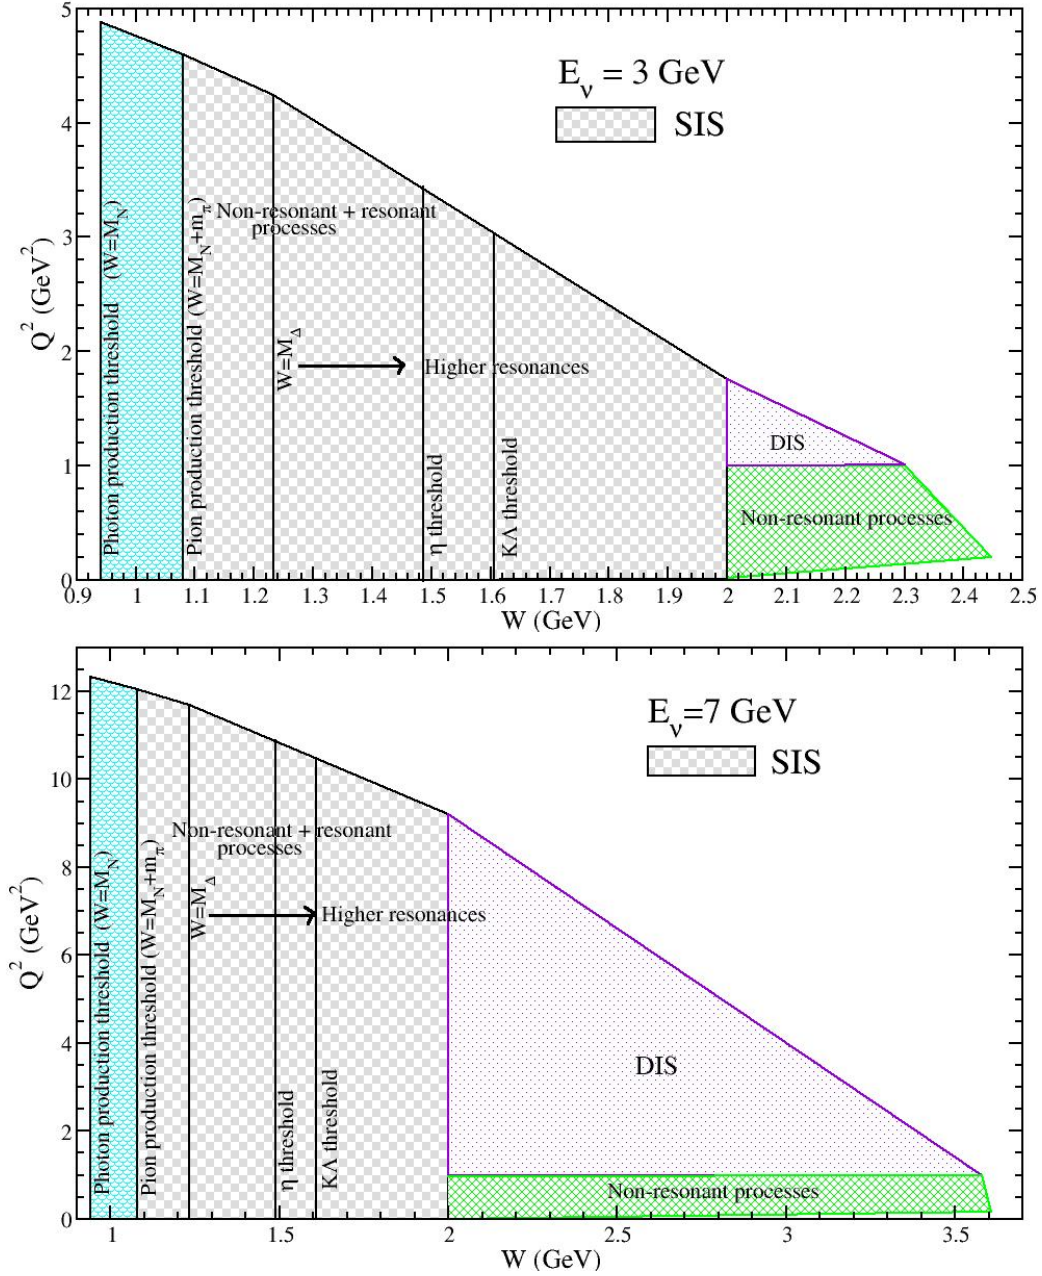 5
4
3
2
1
0
Q² (GeV²)
E_ν = 3 GeV
SIS
Non-resonant + resonant
processes
Photon production threshold (W=M_N)
Pion production threshold (W=M_N+m_π)
W=M_Δ
Higher resonances
η threshold
KΛ threshold
DIS
Non-resonant processes
0.9 1 1.1 1.2 1.3 1.4 1.5 1.6 1.7 1.8 1.9 2 2.1 2.2 2.3 2.4 2.5
W (GeV)
12
10
8
6
4
2
0
Q² (GeV²)
E_ν=7 GeV
SIS
Non-resonant + resonant
processes
Photon production threshold (W=M_N)
Pion production threshold (W=M_N+m_π)
W=M_Δ
Higher resonances
η threshold
KΛ threshold
DIS
Non-resonant processes
1 1.5 2 2.5 3 3.5
W (GeV)